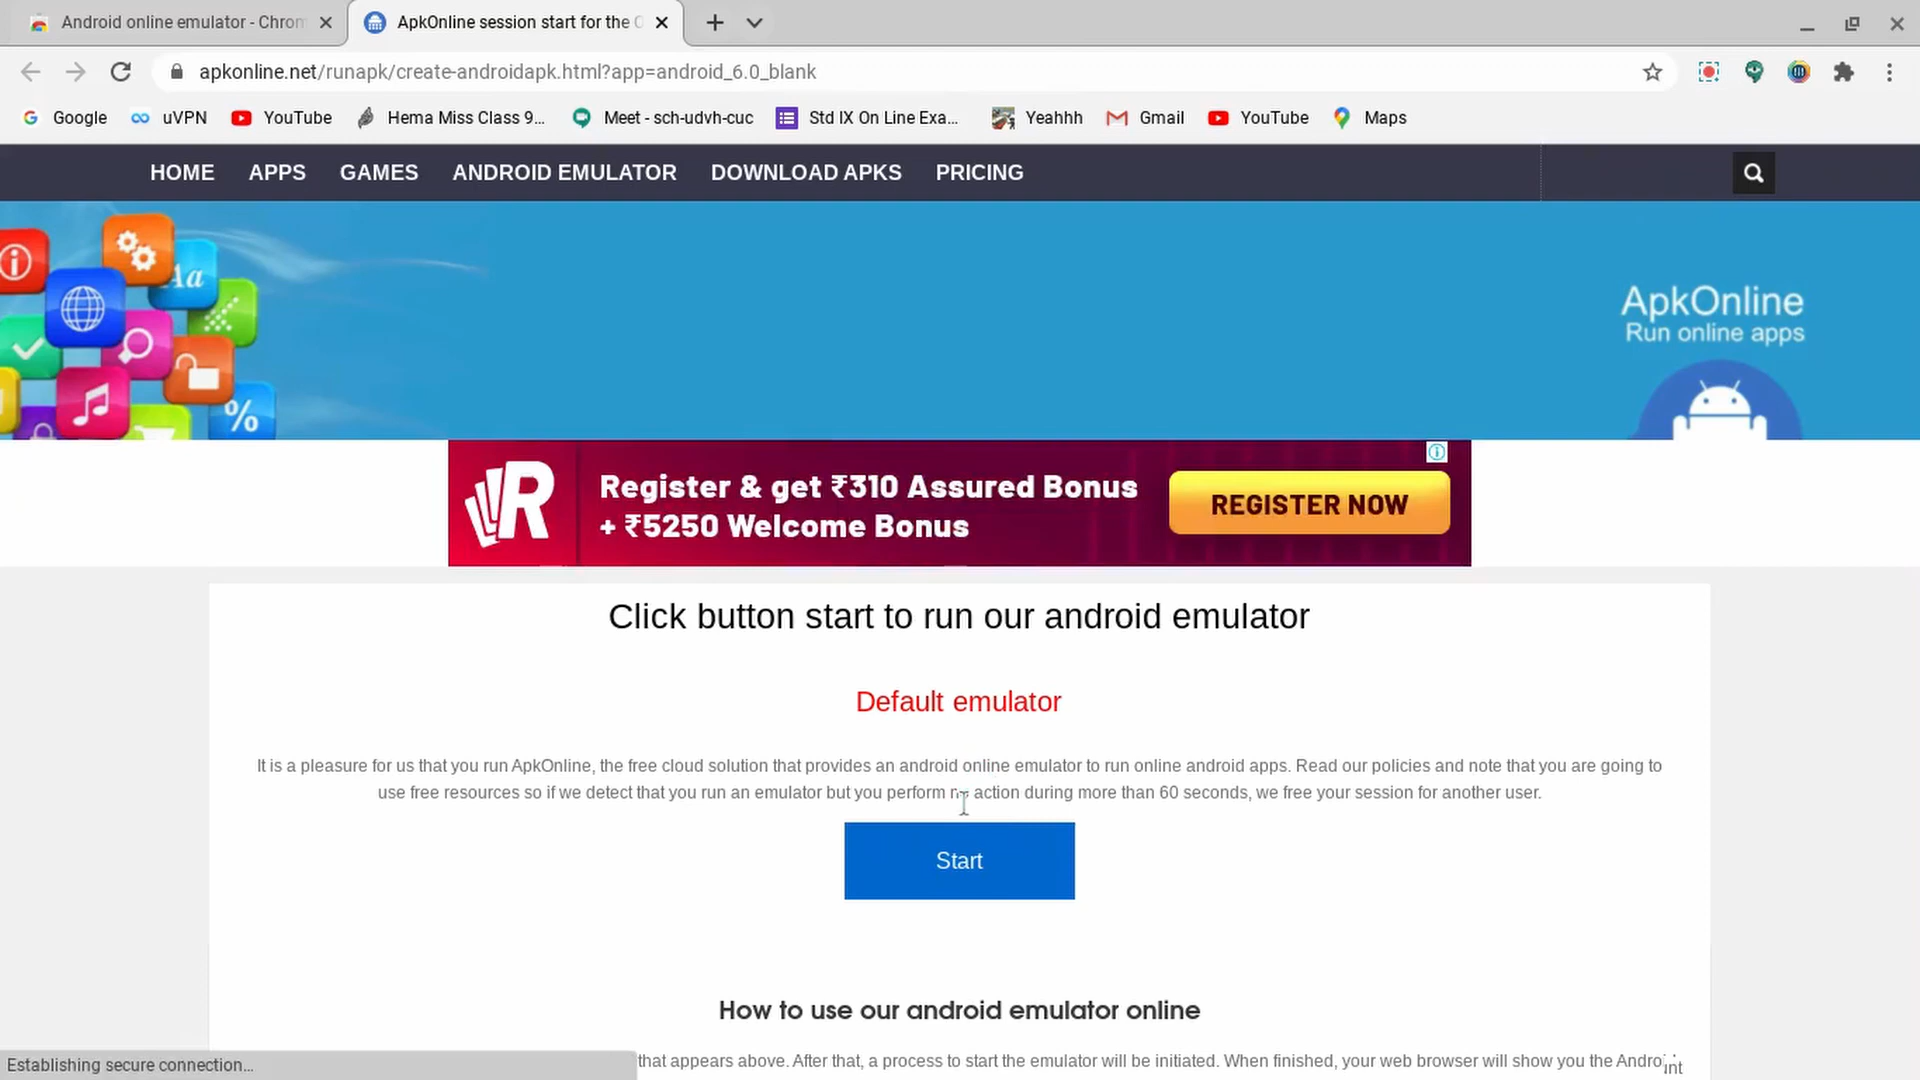 Android online emulator - Chrom
ApkOnline session start for the
apkonline.net/runapk/create-androidapk.html?app=android_6.0_blank
Google uVPN YouTube Hema Miss Class 9... Meet - sch-udvh-cuc Std IX On Line Exa... Yeahhh Gmail YouTube Maps
HOME APPS GAMES ANDROID EMULATOR DOWNLOAD APKS PRICING
Aa
%
ApkOnline
Run online apps
R
Register & get ₹310 Assured Bonus
+ ₹5250 Welcome Bonus
REGISTER NOW
Click button start to run our android emulator
Default emulator
It is a pleasure for us that you run ApkOnline, the free cloud solution that provides an android online emulator to run online android apps. Read our policies and note that you are going to
use free resources so if we detect that you run an emulator but you perform no action during more than 60 seconds, we free your session for another user.
Start
How to use our android emulator online
that appears above. After that, a process to start the emulator will be initiated. When finished, your web browser will show you the
Establishing secure connection...